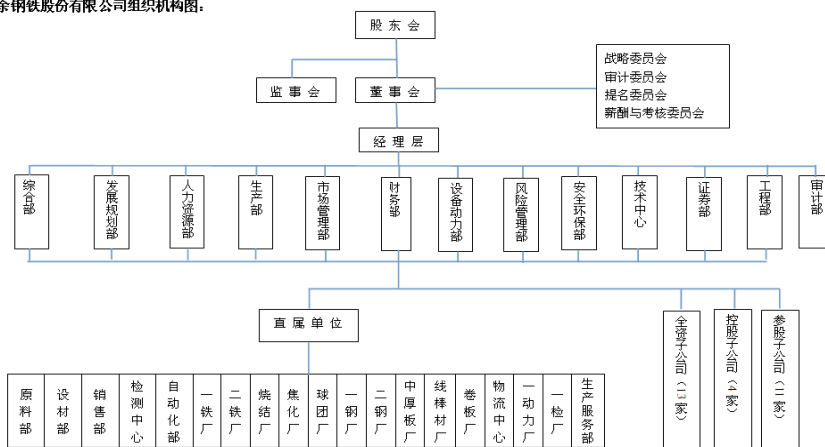 余钢铁股份有限公司组织机构图：
股东会
战略委员会
审计委员会
提名委员会
薪酬与考核委员会
监事会
董事会
经理层
综合部
发展规划部
人力资源部
生产部
市场管理部
财务部
设备动力部
风险管理部
安全环保部
技术中心
证券部
工程部
审计部
直属单位
全资子公司（13家）
控股子公司（4家）
参股子公司（11家）
原料部
设材部
销售部
检测中心
自动化部
一铁厂
二铁厂
烧结厂
焦化厂
球团厂
一钢厂
二钢厂
中厚板厂
线棒材厂
卷板厂
物流中心
一动力厂
一检厂
生产服务部